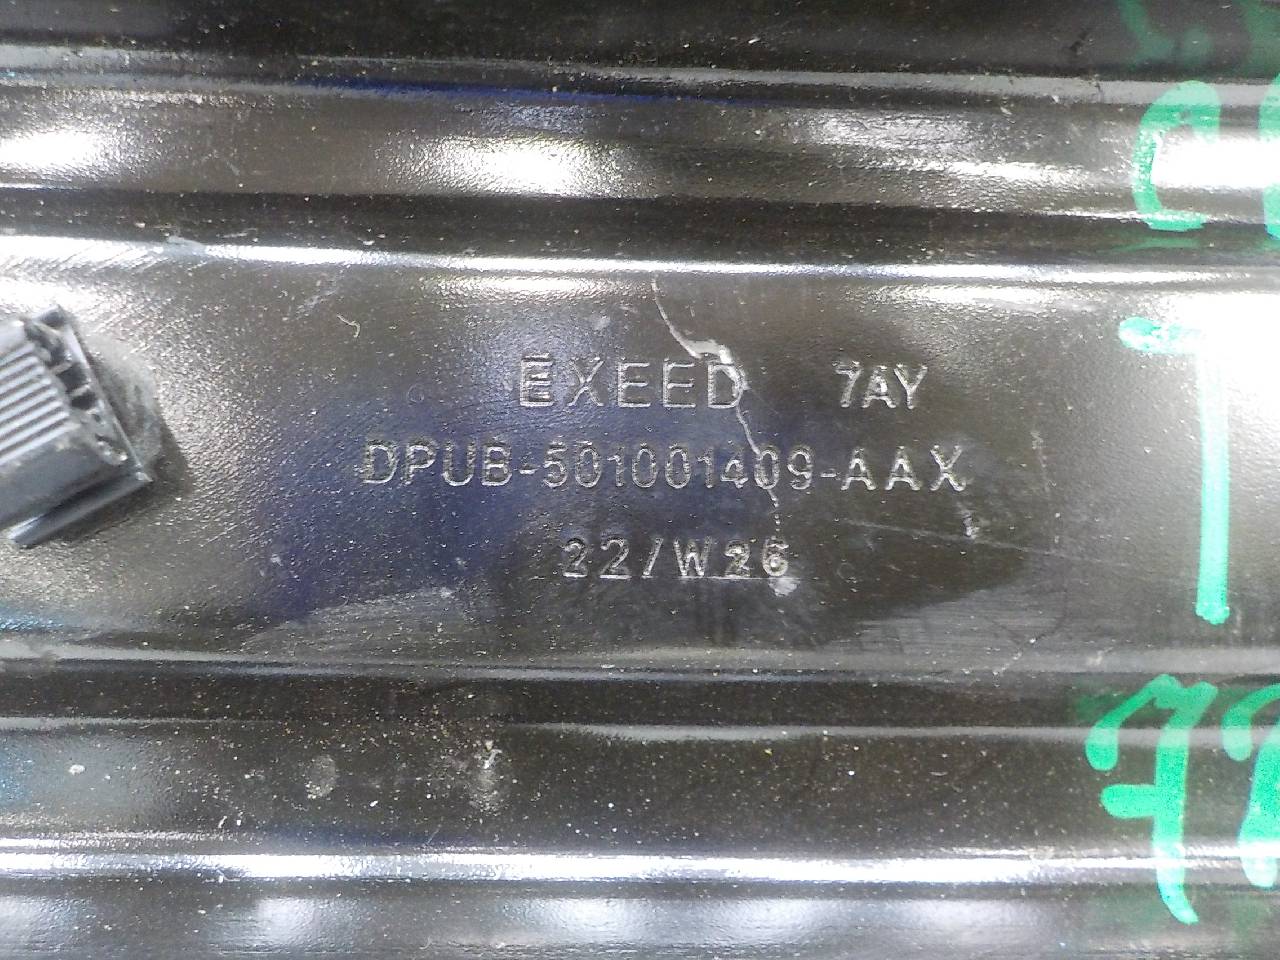 EXEED 7AY
DPUB-501001409-AAX
22/W26
T